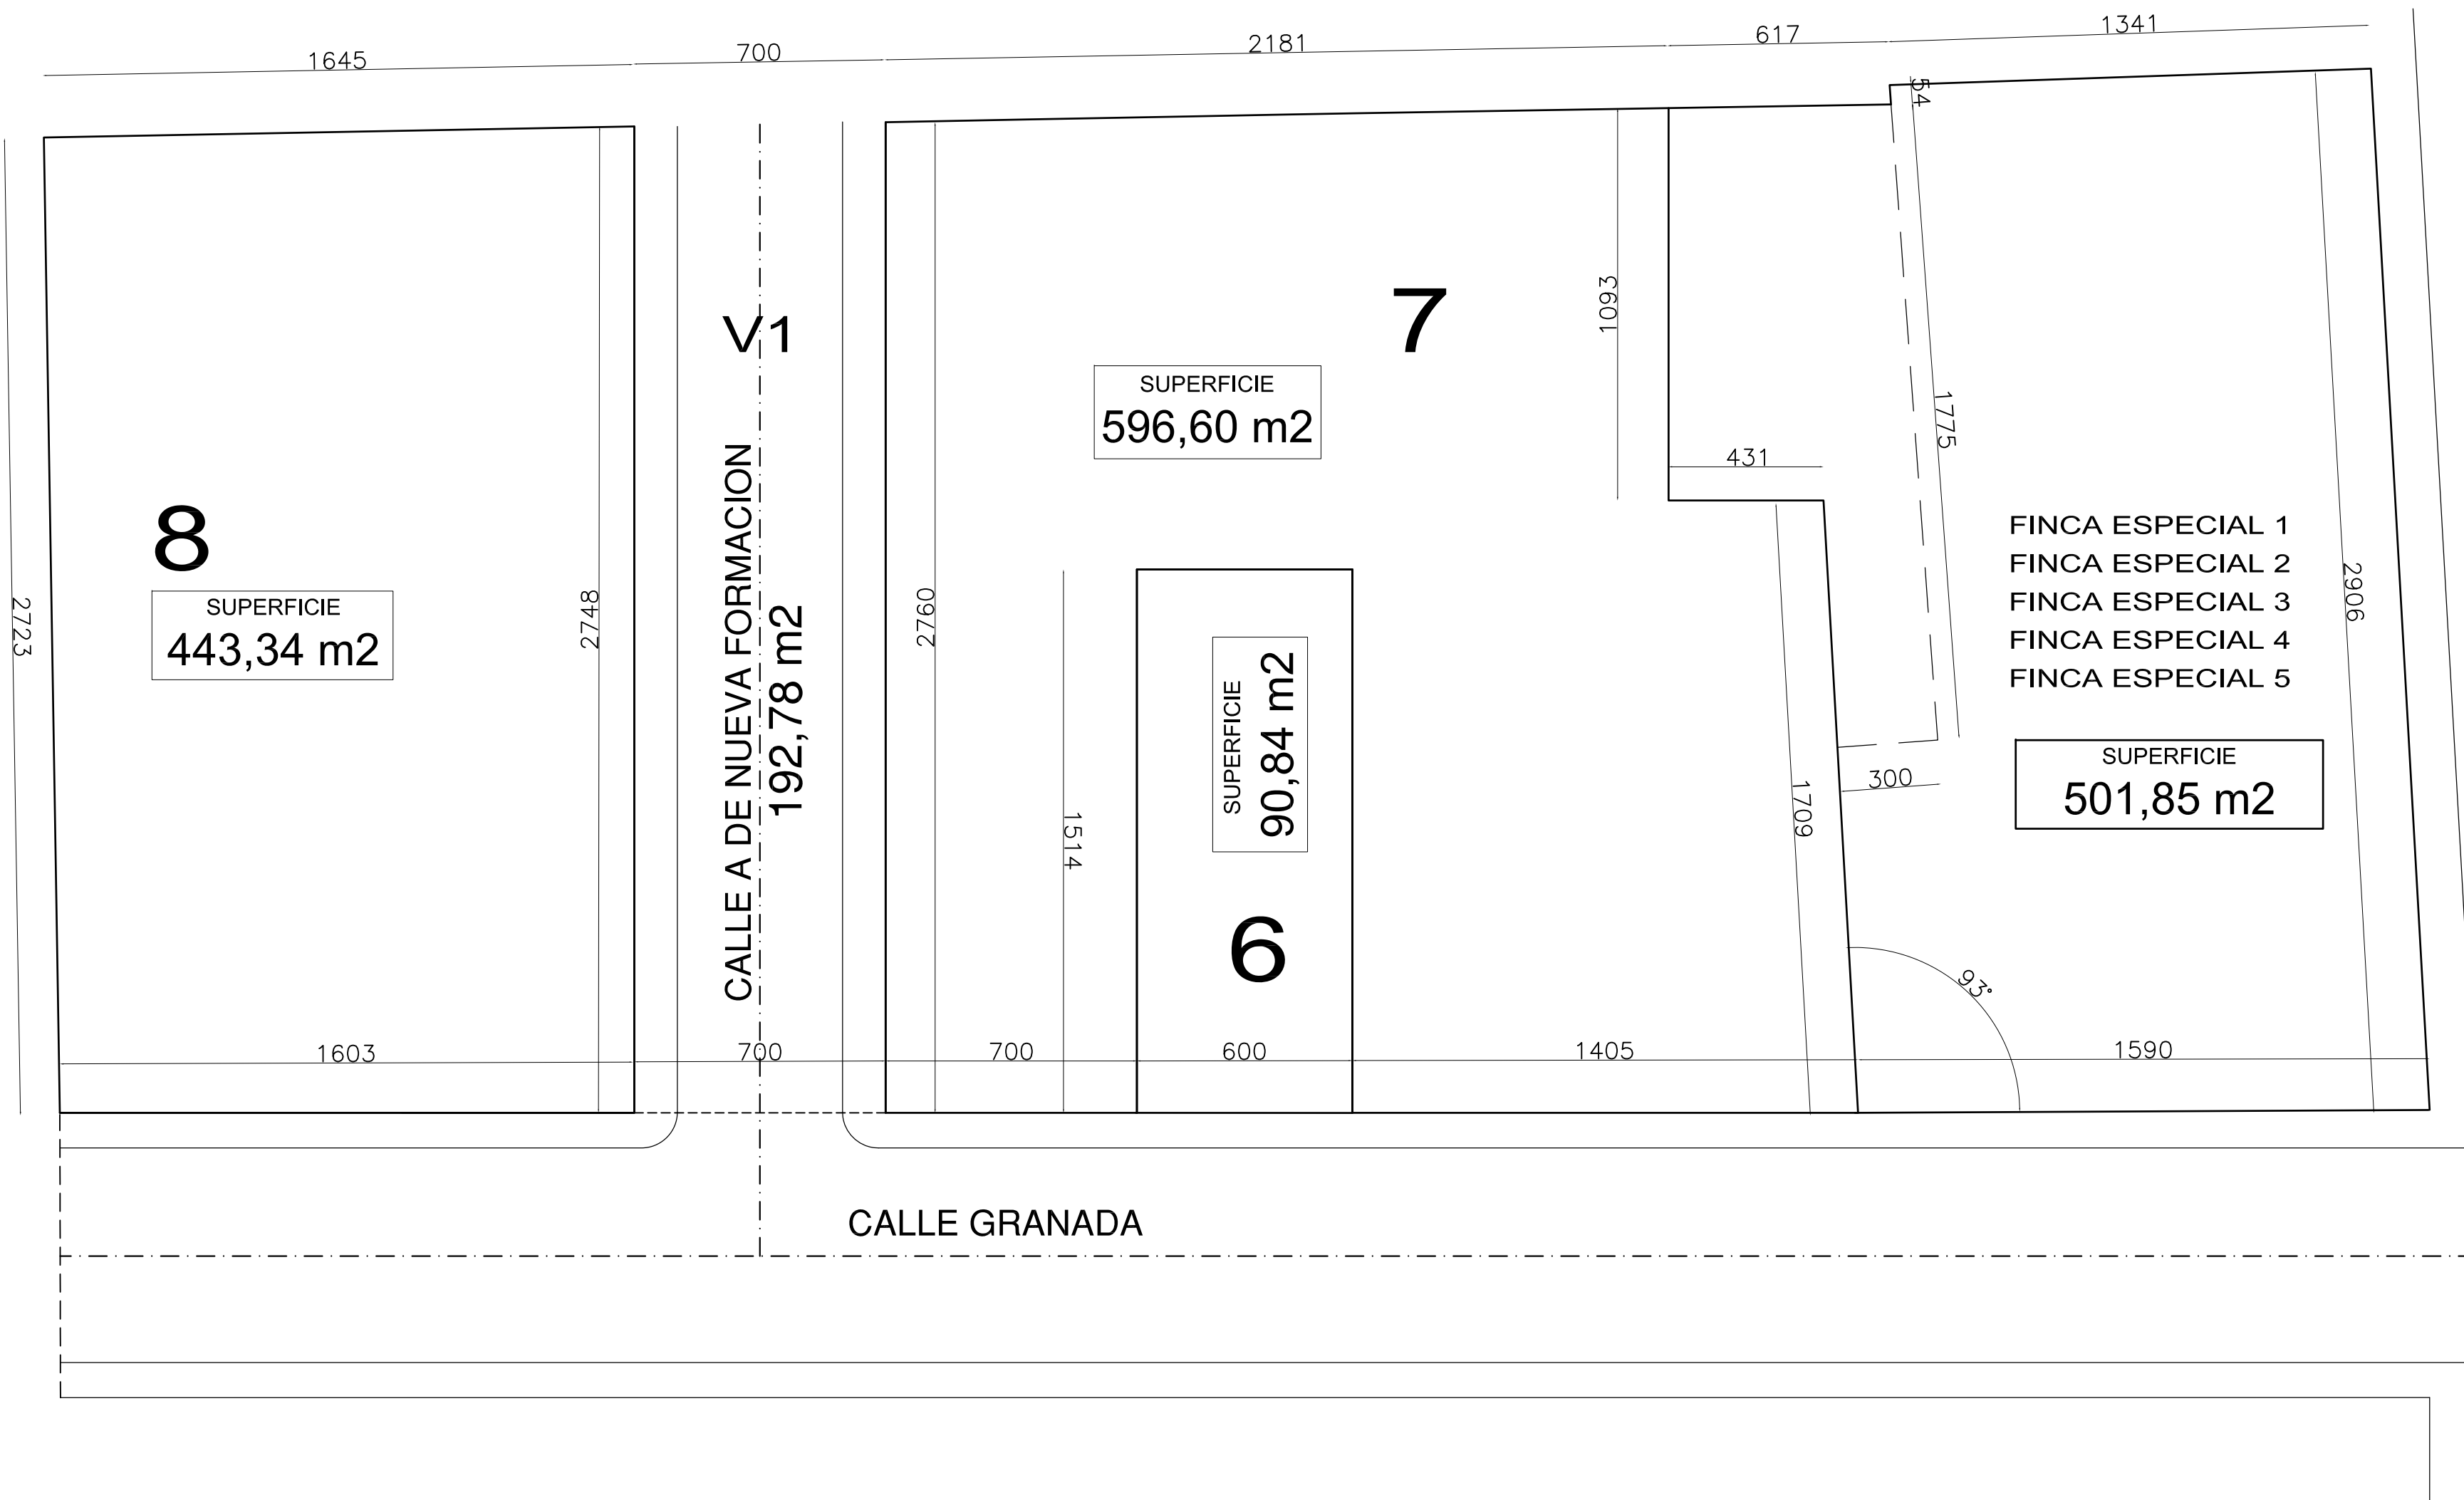 1645
700
2181
617
1341
54
8
SUPERFICIE
443,34 m2
2723
2748
V1
CALLE A DE NUEVA FORMACION
192,78 m2
2760
7
SUPERFICIE
596,60 m2
1093
431
1775
FINCA ESPECIAL 1
FINCA ESPECIAL 2
FINCA ESPECIAL 3
FINCA ESPECIAL 4
FINCA ESPECIAL 5
2906
SUPERFICIE
501,85 m2
300
1709
SUPERFICIE
90,84 m2
6
1514
93°
1603
700
700
600
1405
1590
CALLE GRANADA